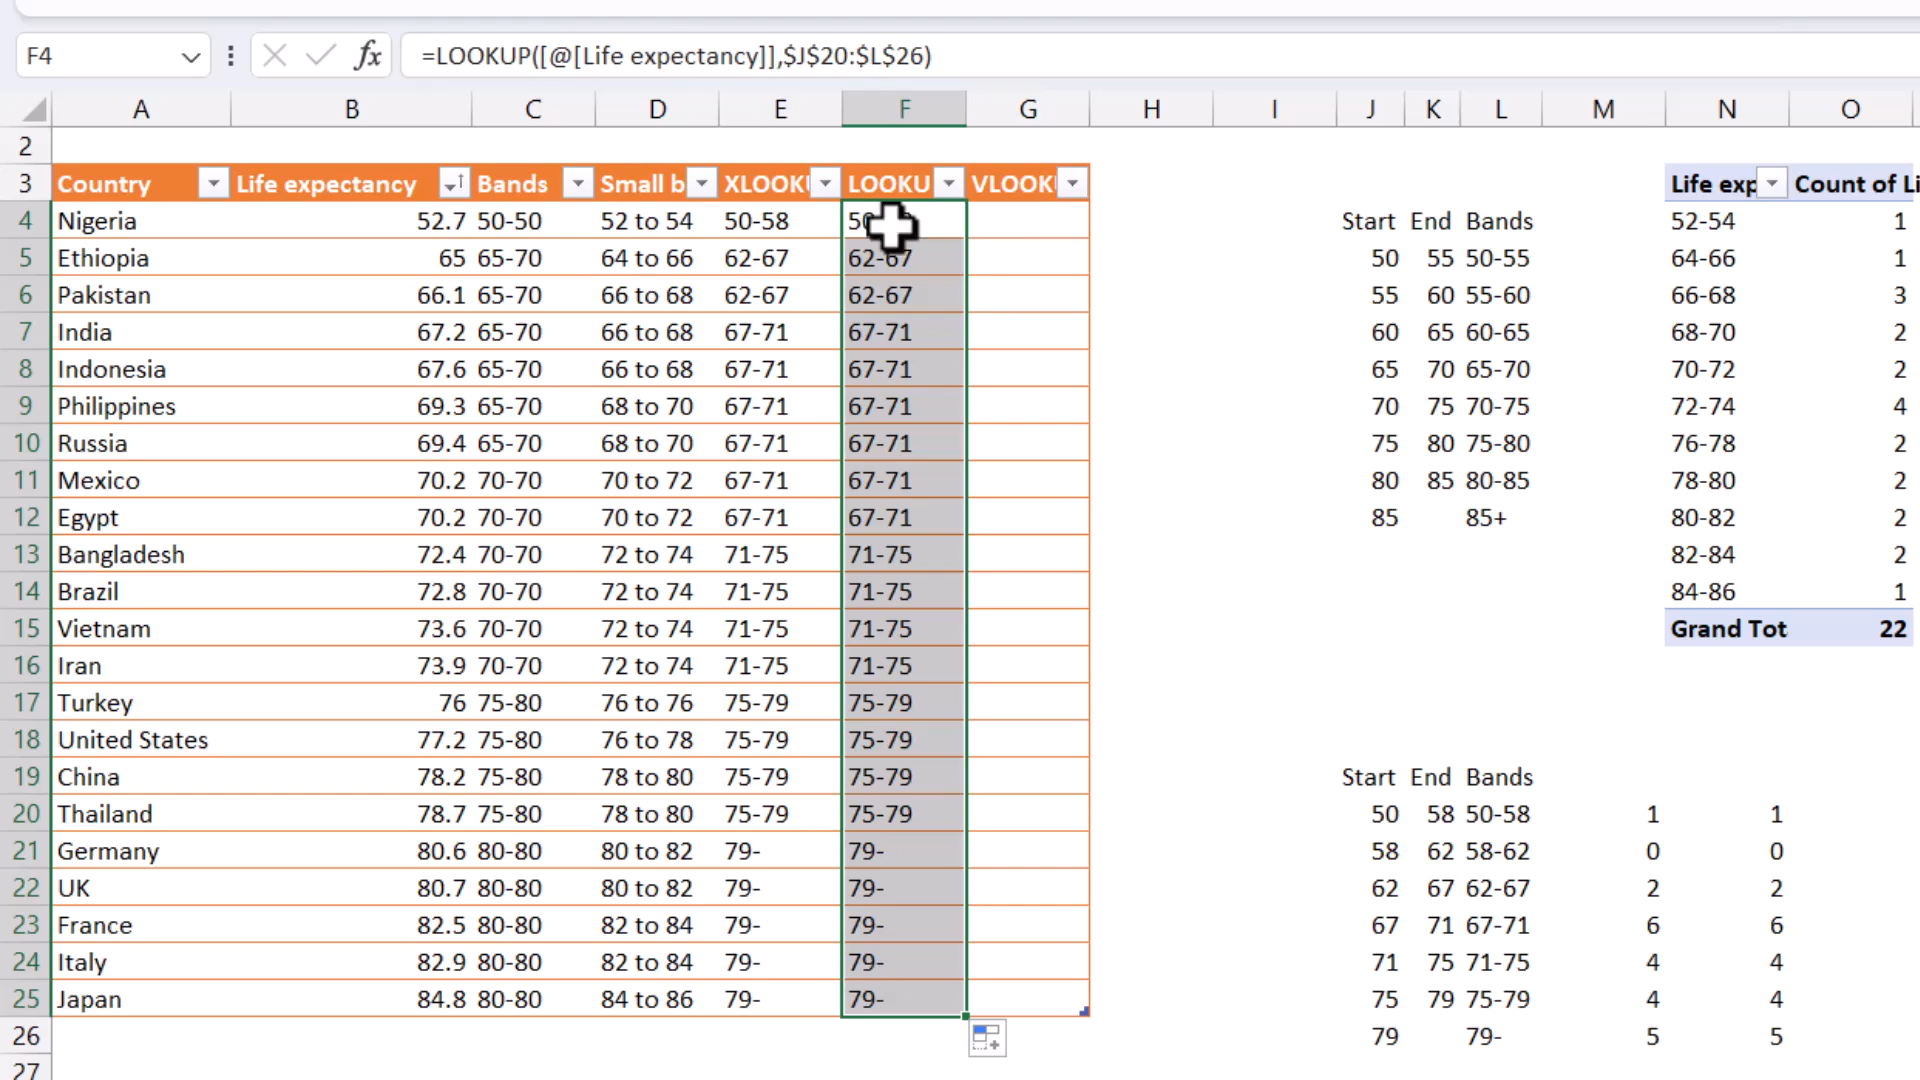 F4 fx =LOOKUP([@[Life expectancy]],$J$20:$L$26)
A B C D E F G H I J K L M N O
2
3 Country Life expectancy Bands Small b XLOOKU LOOKU VLOOKU Life exp Count of Li
4 Nigeria 52.7 50-50 52 to 54 50-58 50 Start End Bands 52-54 1
5 Ethiopia 65 65-70 64 to 66 62-67 62-67 50 55 50-55 64-66 1
6 Pakistan 66.1 65-70 66 to 68 62-67 62-67 55 60 55-60 66-68 3
7 India 67.2 65-70 66 to 68 67-71 67-71 60 65 60-65 68-70 2
8 Indonesia 67.6 65-70 66 to 68 67-71 67-71 65 70 65-70 70-72 2
9 Philippines 69.3 65-70 68 to 70 67-71 67-71 70 75 70-75 72-74 4
10 Russia 69.4 65-70 68 to 70 67-71 67-71 75 80 75-80 76-78 2
11 Mexico 70.2 70-70 70 to 72 67-71 67-71 80 85 80-85 78-80 2
12 Egypt 70.2 70-70 70 to 72 67-71 67-71 85 85+ 80-82 2
13 Bangladesh 72.4 70-70 72 to 74 71-75 71-75 82-84 2
14 Brazil 72.8 70-70 72 to 74 71-75 71-75 84-86 1
15 Vietnam 73.6 70-70 72 to 74 71-75 71-75 Grand Tot 22
16 Iran 73.9 70-70 72 to 74 71-75 71-75
17 Turkey 76 75-80 76 to 76 75-79 75-79
18 United States 77.2 75-80 76 to 78 75-79 75-79
19 China 78.2 75-80 78 to 80 75-79 75-79 Start End Bands
20 Thailand 78.7 75-80 78 to 80 75-79 75-79 50 58 50-58 1 1
21 Germany 80.6 80-80 80 to 82 79- 79- 58 62 58-62 0 0
22 UK 80.7 80-80 80 to 82 79- 79- 62 67 62-67 2 2
23 France 82.5 80-80 82 to 84 79- 79- 67 71 67-71 6 6
24 Italy 82.9 80-80 82 to 84 79- 79- 71 75 71-75 4 4
25 Japan 84.8 80-80 84 to 86 79- 79- 75 79 75-79 4 4
26 79 79- 5 5
27